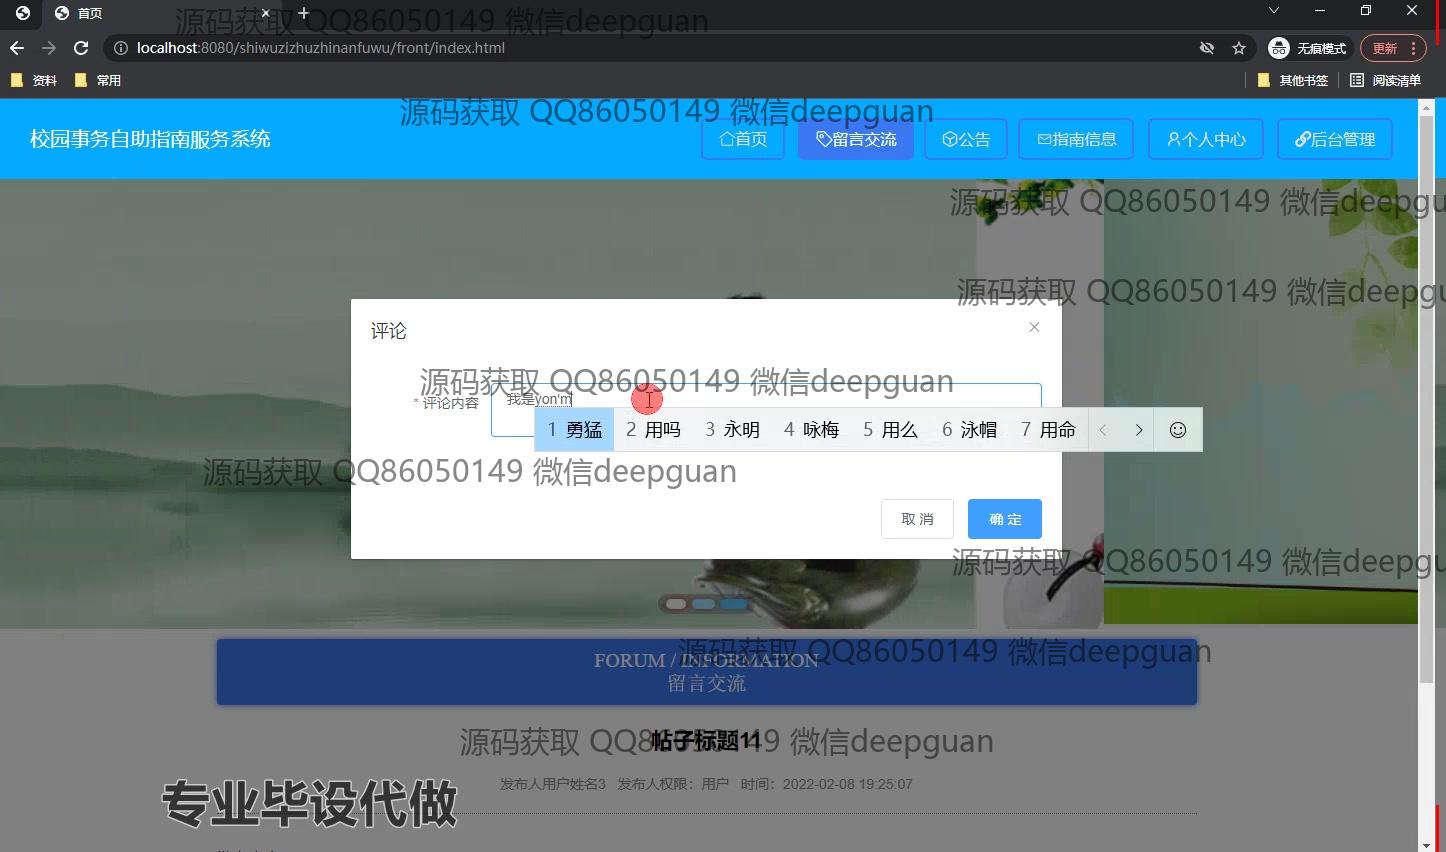 首页
源码获取 QQ86050149 微信deepguan
localhost:8080/shiwuzizhuzhinanfuwu/front/index.html
无痕模式
更新
资料
常用
其他书签
阅读清单
源码获取 QQ86050149 微信deepguan
校园事务自助指南服务系统
首页
留言交流
公告
指南信息
个人中心
后台管理
源码获取 QQ86050149 微信deepgu
源码获取 QQ86050149 微信deepgu
评论
源码获取 QQ86050149 微信deepguan
* 评论内容
我是yon'm
1 勇猛 2 用吗 3 永明 4 咏梅 5 用么 6 泳帽 7 用命
源码获取 QQ86050149 微信deepguan
取 消
确 定
源码获取 QQ86050149 微信deepgu
FORUM / INFORMATION
源码获取 QQ86050149 微信deepguan
留言交流
源码获取 QQ86050149 微信deepguan
帖子标题11
发布人用户姓名3 发布人权限：用户 时间：2022-02-08 19:25:07
专业毕设代做